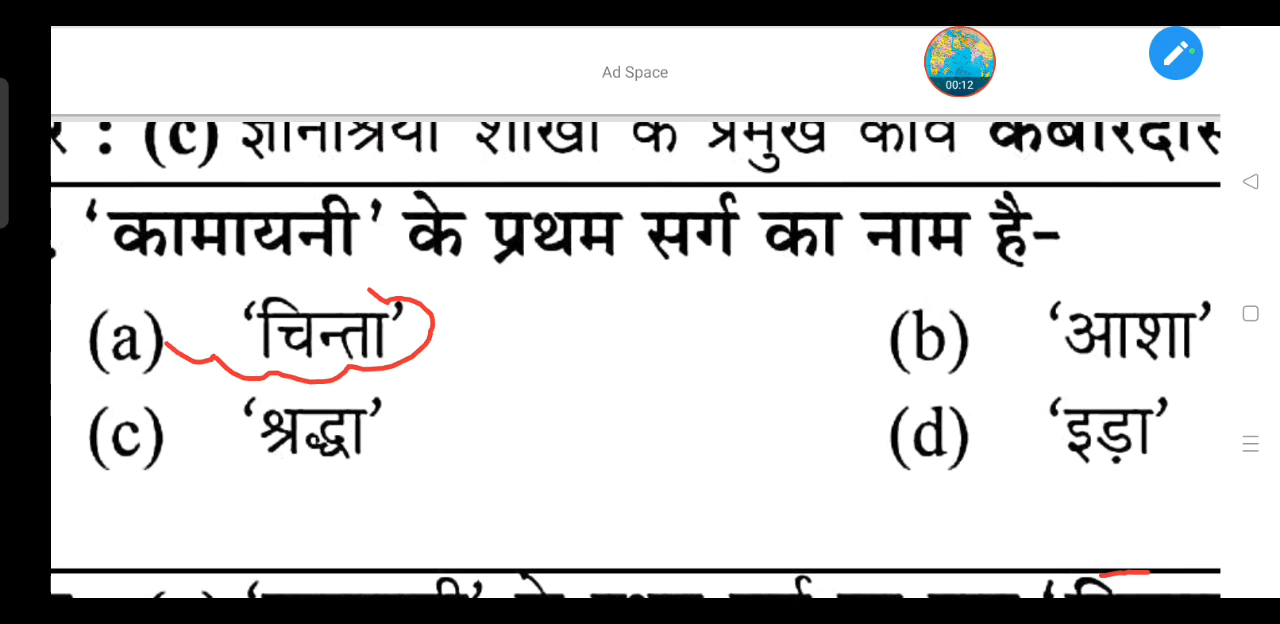 Ad Space
00:12
: (c) ज्ञानाश्रयी शाखा के प्रमुख कवि कबीरदास
. ‘कामायनी’ के प्रथम सर्ग का नाम है-
(a) ‘चिन्ता’ (b) ‘आशा’
(c) ‘श्रद्धा’ (d) ‘इड़ा’